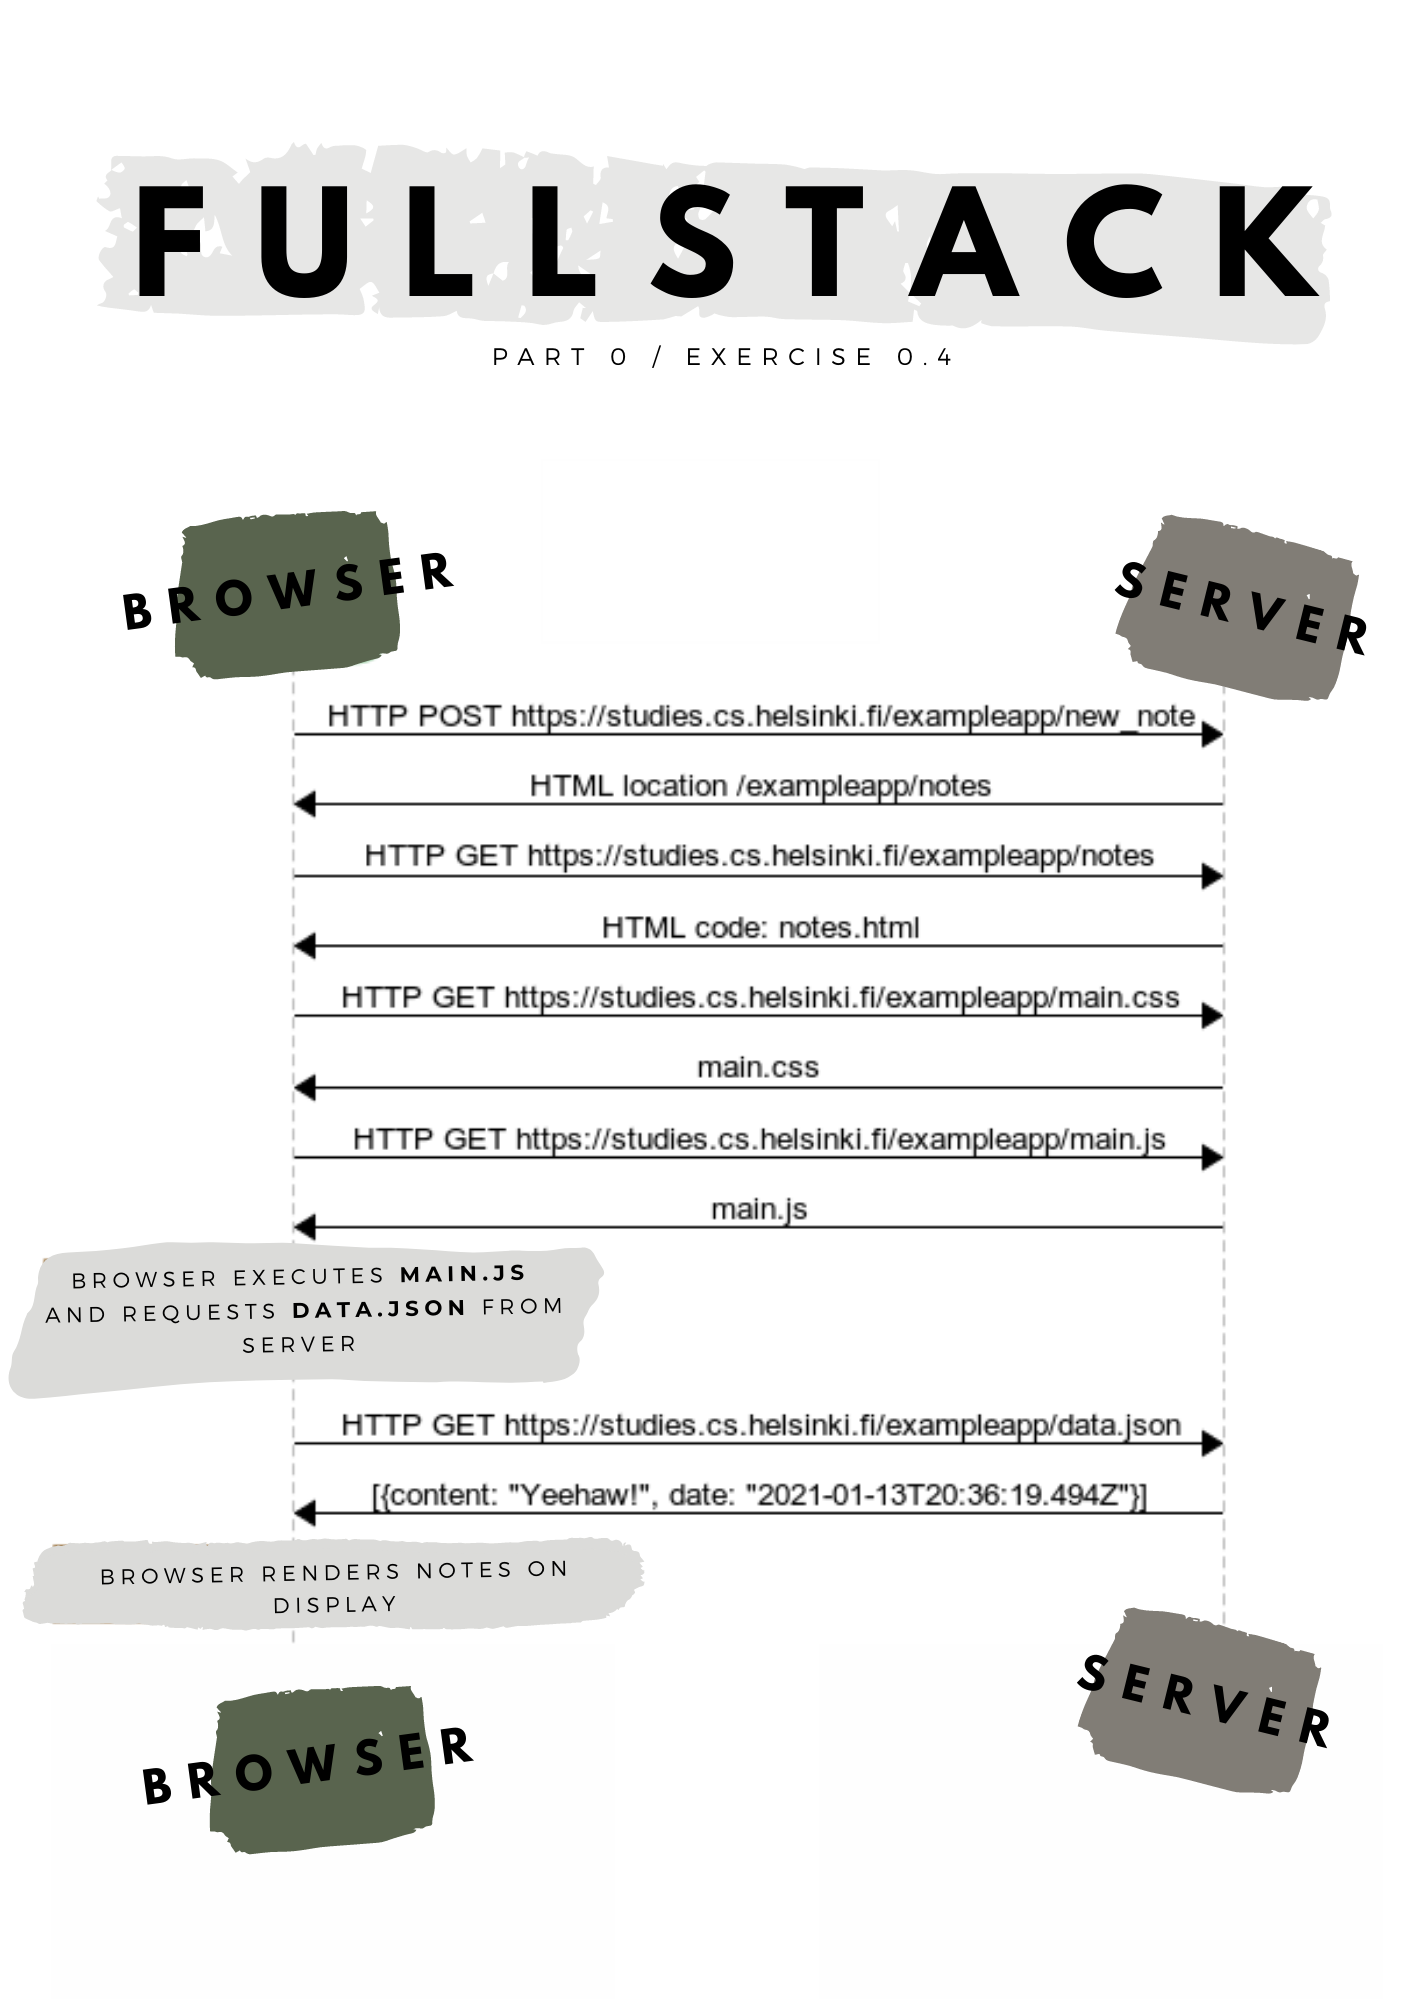 FULLSTACK
PART 0 / EXERCISE 0.4
BROWSER
SERVER
HTTP POST https://studies.cs.helsinki.fi/exampleapp/new_note
HTML location /exampleapp/notes
HTTP GET https://studies.cs.helsinki.fi/exampleapp/notes
HTML code: notes.html
HTTP GET https://studies.cs.helsinki.fi/exampleapp/main.css
main.css
HTTP GET https://studies.cs.helsinki.fi/exampleapp/main.js
main.js
BROWSER EXECUTES MAIN.JS
AND REQUESTS DATA.JSON FROM
SERVER
HTTP GET https://studies.cs.helsinki.fi/exampleapp/data.json
[{content: "Yeehaw!", date: "2021-01-13T20:36:19.494Z"}]
BROWSER RENDERS NOTES ON
DISPLAY
BROWSER
SERVER